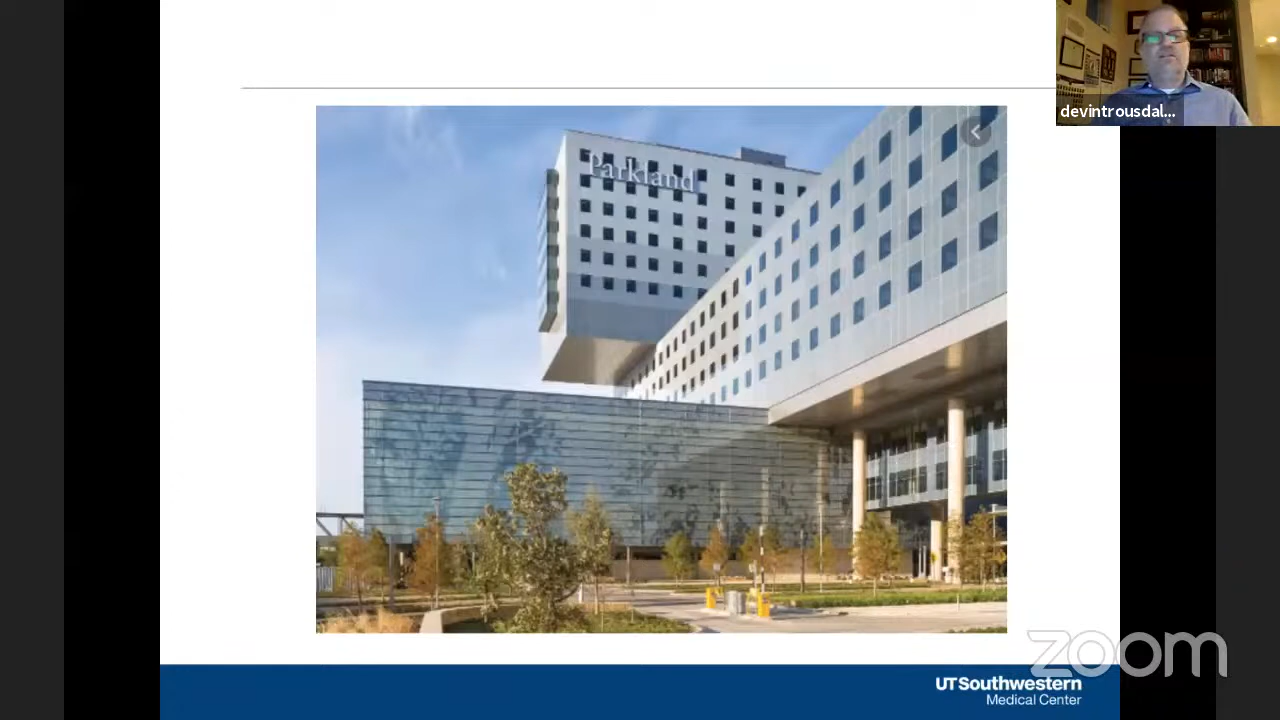 devintrousdal...
Parkland
zoom
UTSouthwestern
Medical Center